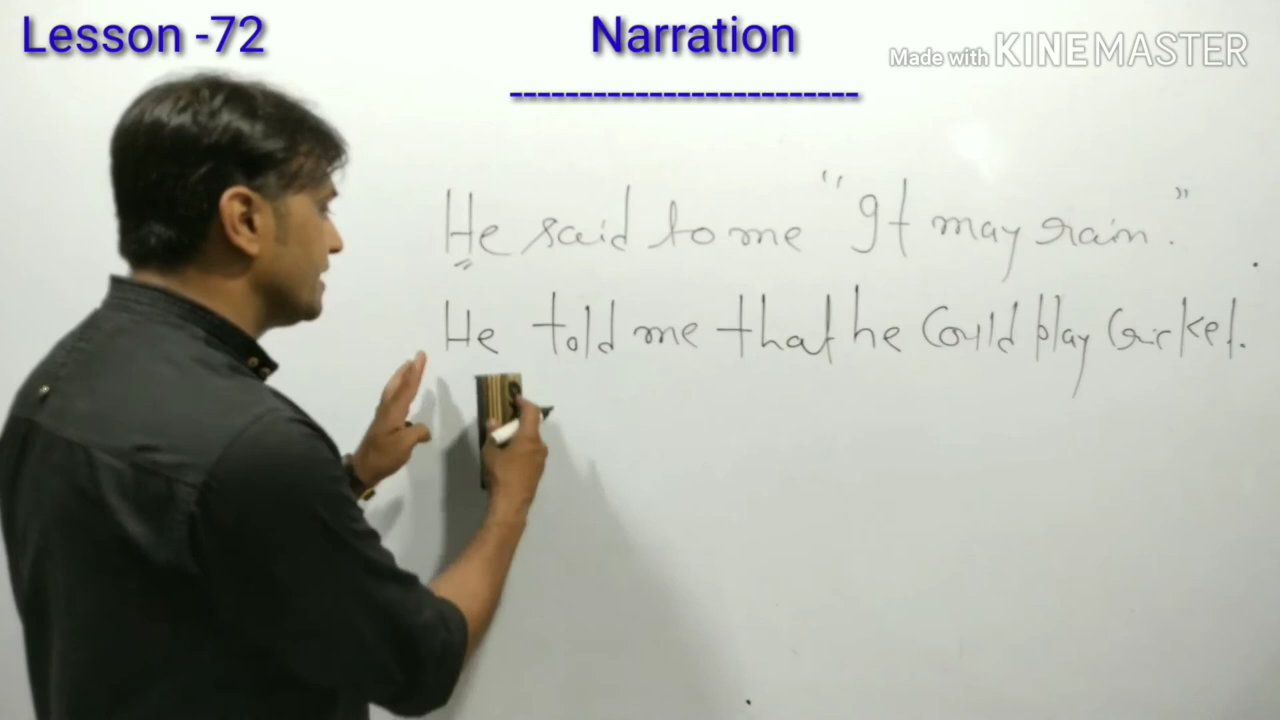 Lesson -72
Narration
Made with KINEMASTER
------------------------
He said to me "It may rain."
He told me that he Could play Cricket.